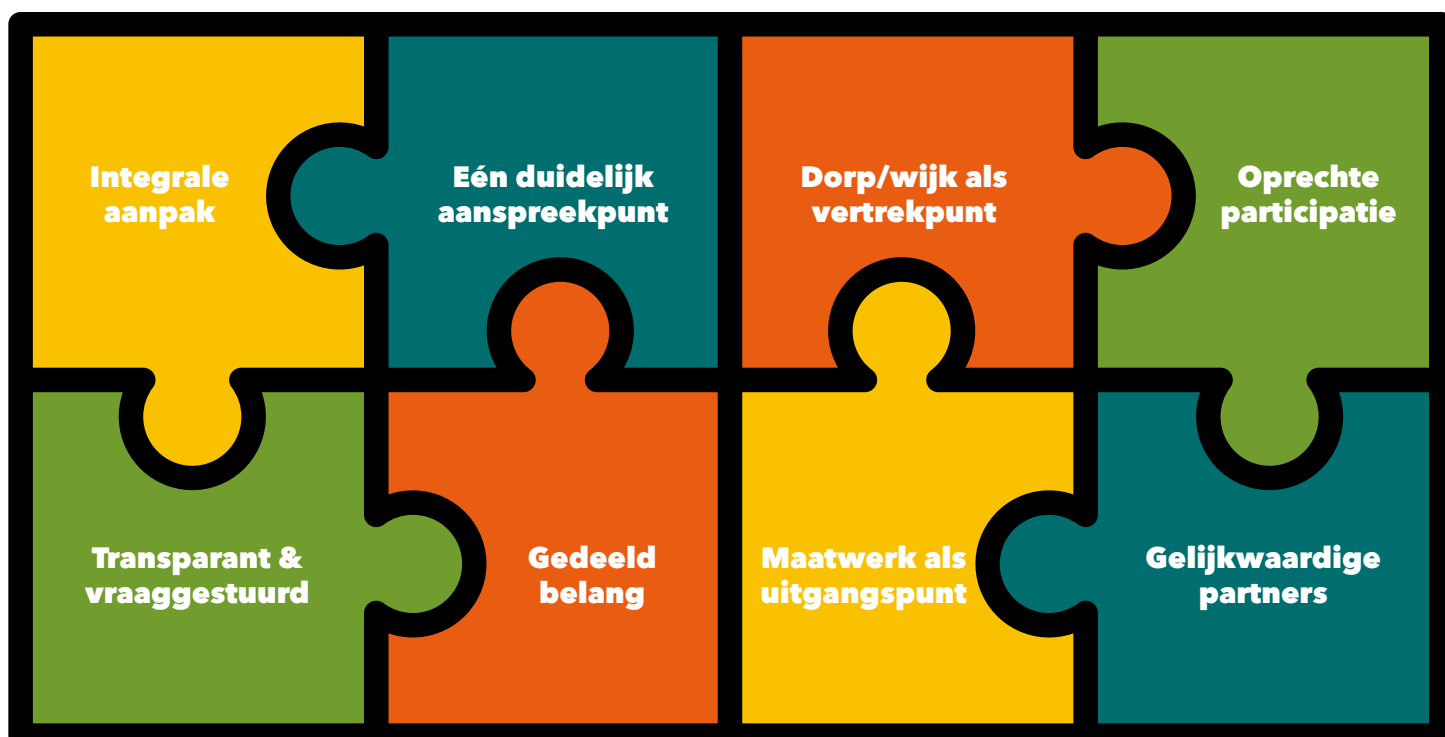 Integrale
aanpak
Eén duidelijk
aanspreekpunt
Dorp/wijk als
vertrekpunt
Oprechte
participatie
Transparant &
vraaggestuurd
Gedeeld
belang
Maatwerk als
uitgangspunt
Gelijkwaardige
partners